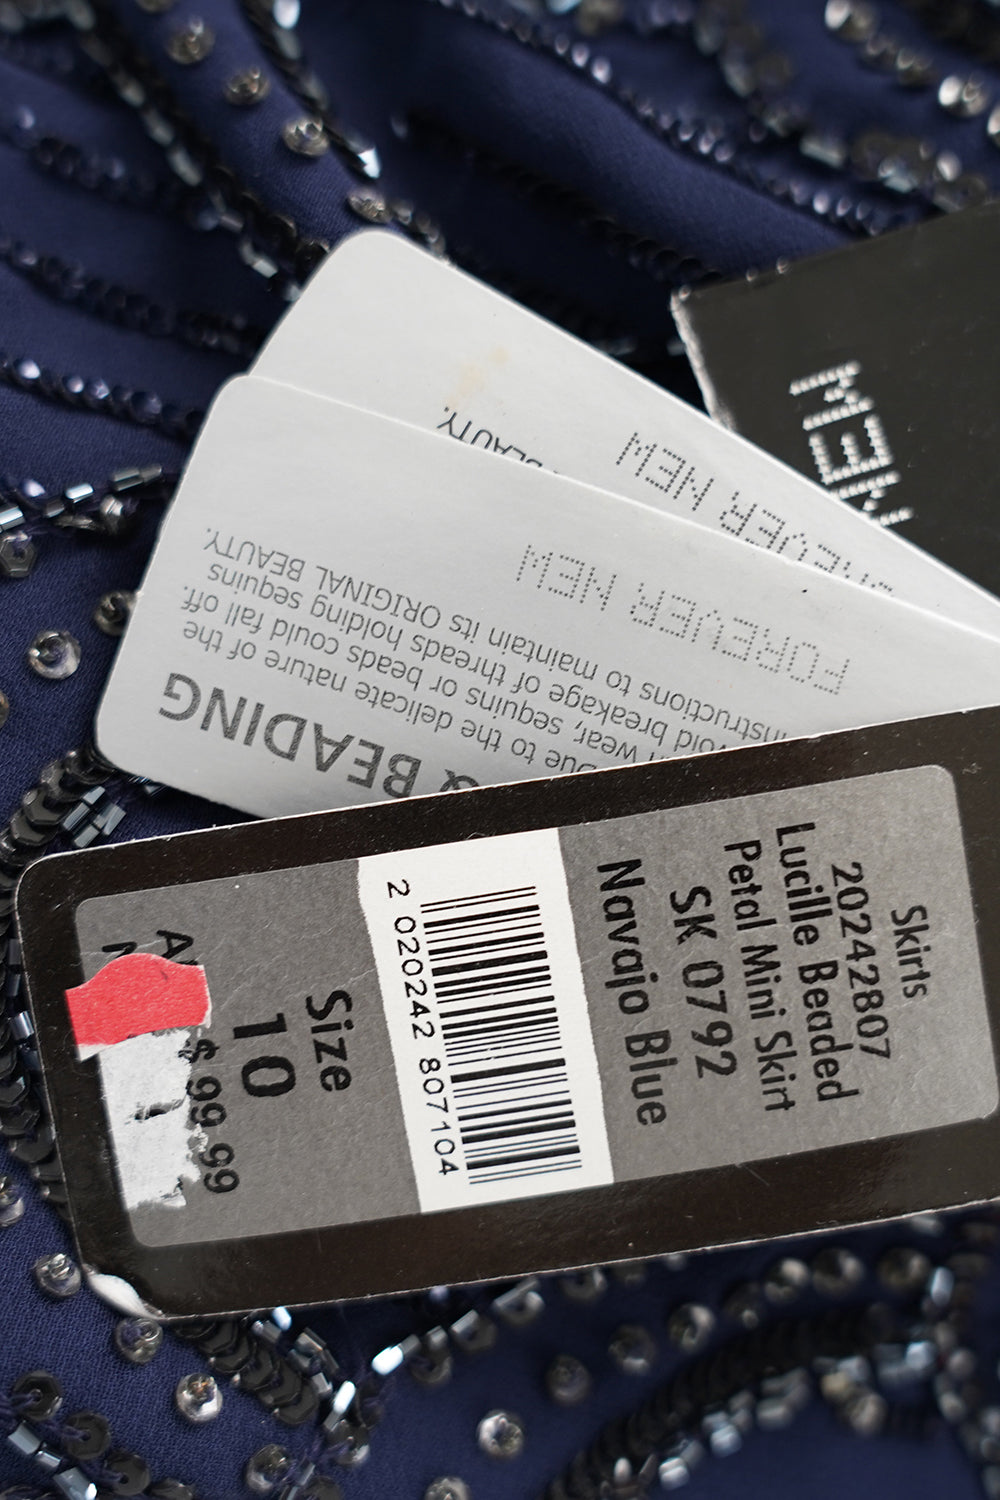 Skirts
20242807
Lucille Beaded
Petal Mini Skirt
SK 0792
Navajo Blue
2 020242 807104
Size
10
$ 99.99
& BEADING
Due to the delicate nature of the
wear, sequins or beads could fall off.
void breakage of threads holding sequins
instructions to maintain its ORIGINAL BEAUTY.
FOREVER NEW
BEAUTY.
NEW
NEW